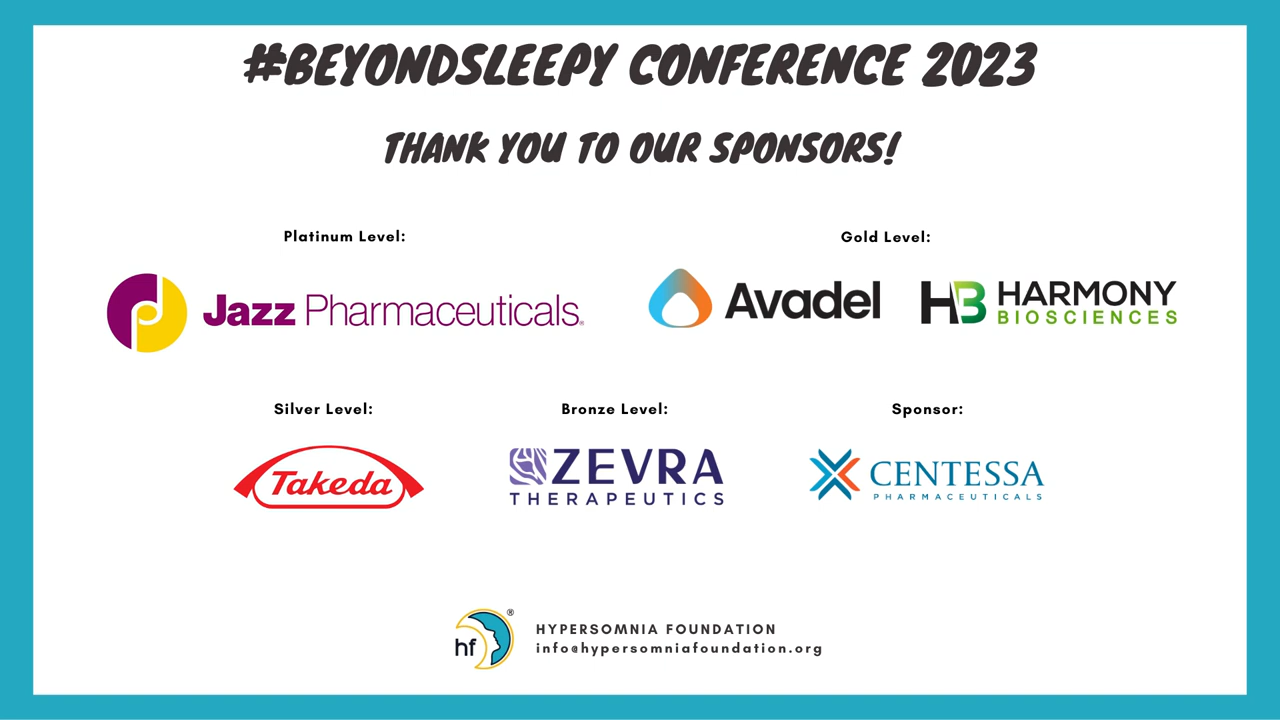 #BEYONDSLEEPY CONFERENCE 2023
THANK YOU TO OUR SPONSORS!
Platinum Level:
Jazz Pharmaceuticals®
Gold Level:
Avadel
HB HARMONY
BIOSCIENCES
Silver Level:
Takeda
Bronze Level:
ZEVRA
THERAPEUTICS
Sponsor:
CENTESSA
PHARMACEUTICALS
hf ®
HYPERSOMNIA FOUNDATION
info@hypersomniafoundation.org